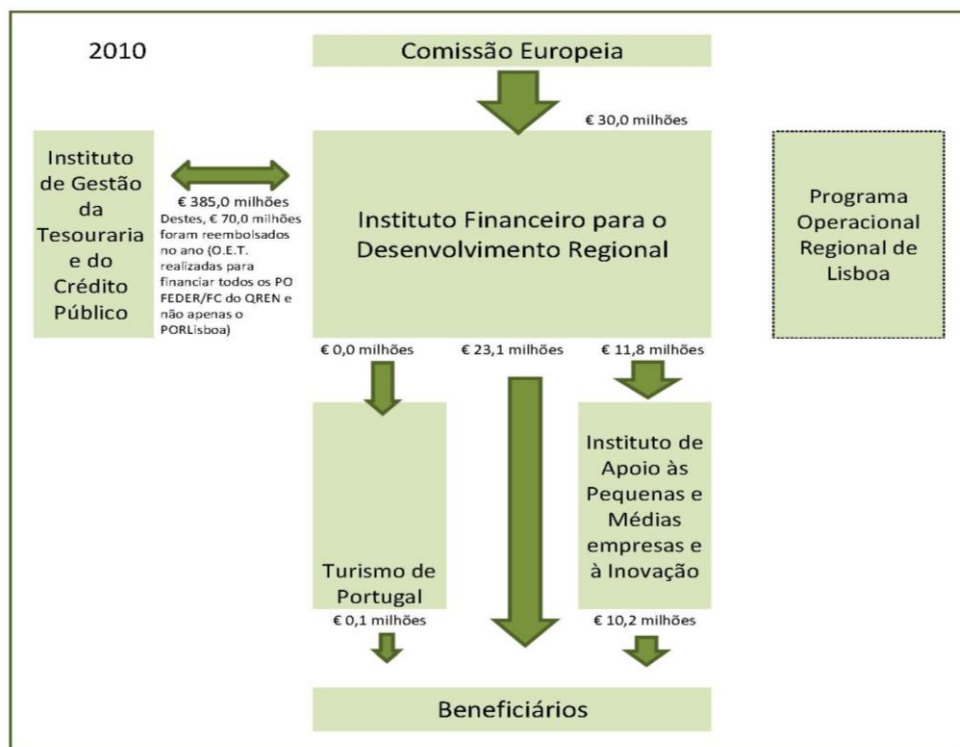 2010
Comissão Europeia
€ 30,0 milhões
Instituto
de Gestão
da
Tesouraria
e do
Crédito
Público
€ 385,0 milhões
Destes, € 70,0 milhões
foram reembolsados
no ano (O.E.T.
realizadas para
financiar todos os PO
FEDER/FC do QREN e
não apenas o
PORLisboa)
Instituto Financeiro para o
Desenvolvimento Regional
Programa
Operacional
Regional de
Lisboa
€ 0,0 milhões
€ 23,1 milhões
€ 11,8 milhões
Turismo de
Portugal
Instituto de
Apoio às
Pequenas e
Médias
empresas e
à Inovação
€ 0,1 milhões
€ 10,2 milhões
Beneficiários